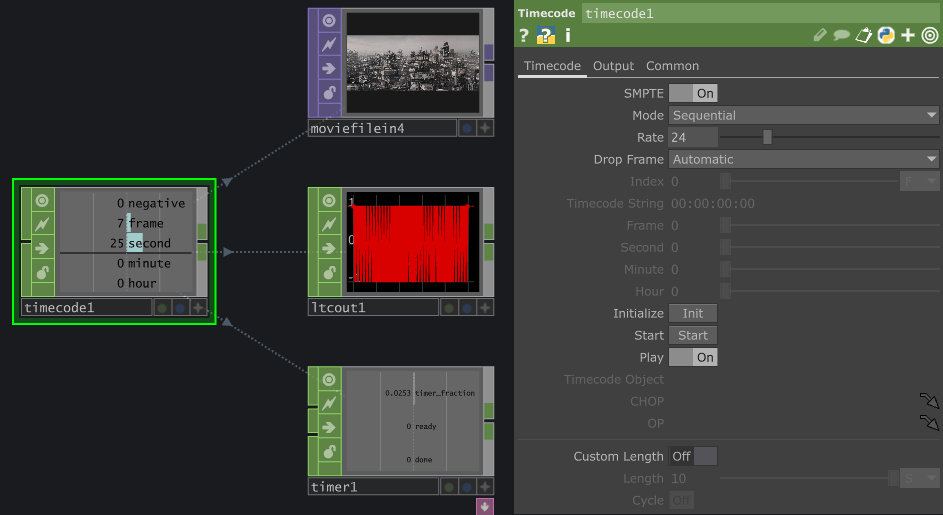 moviefilein4
0 negative
7 frame
25 second
0 minute
0 hour
timecode1
1
0
ltcout1
0.0253 timer_fraction
0 ready
0 done
timer1
Timecode timecode1
? ? i
Timecode Output Common
SMPTE On
Mode Sequential
Rate 24
Drop Frame Automatic
Index 0 F
Timecode String 00:00:00:00
Frame 0
Second 0
Minute 0
Hour 0
Initialize Init
Start Start
Play On
Timecode Object
CHOP
OP
Custom Length Off
Length 10 S
Cycle Off